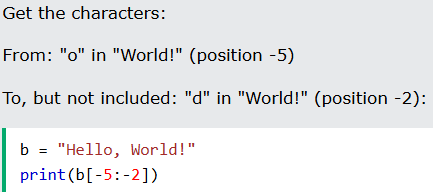 Get the characters:
From: "o" in "World!" (position -5)
To, but not included: "d" in "World!" (position -2):
b = "Hello, World!"
print(b[-5:-2])